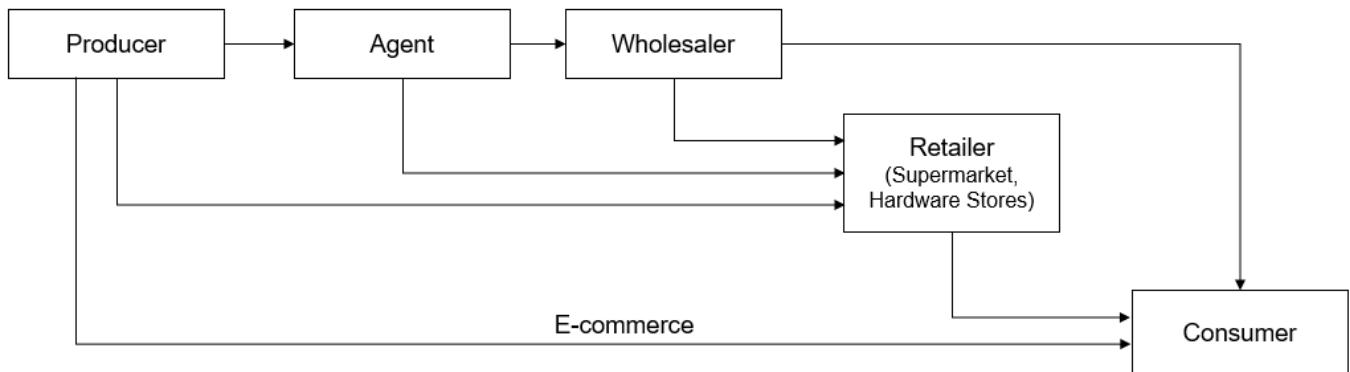 Producer
Agent
Wholesaler
Retailer
(Supermarket,
Hardware Stores)
E-commerce
Consumer